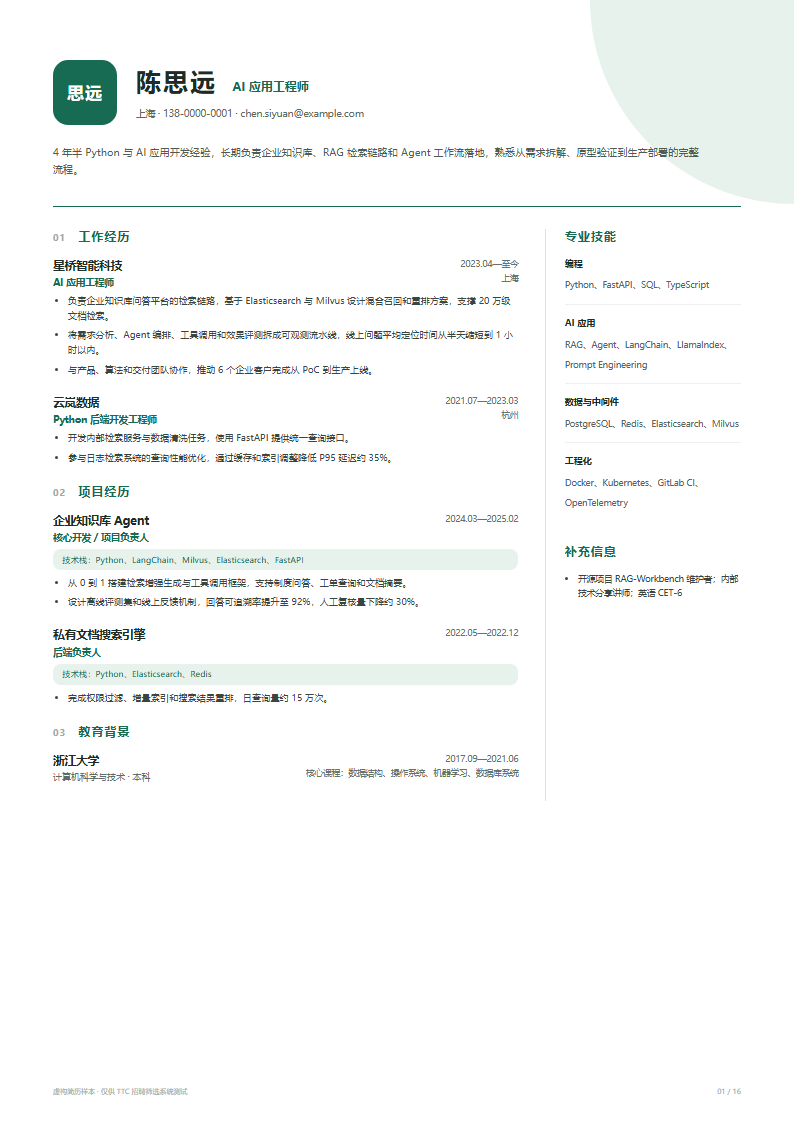 思远
陈思远 AI 应用工程师
上海 · 138-0000-0001 · chen.siyuan@example.com
4 年半 Python 与 AI 应用开发经验，长期负责企业知识库、RAG 检索链路和 Agent 工作流落地，熟悉从需求拆解、原型验证到生产部署的完整
流程。
01 工作经历
星桥智能科技 2023.04—至今
AI 应用工程师 上海
• 负责企业知识库问答平台的检索链路，基于 Elasticsearch 与 Milvus 设计混合召回和重排方案，支撑 20 万级
文档检索。
• 将需求分析、Agent 编排、工具调用和效果评测拆成可观测流水线，线上问题平均定位时间从半天缩短到 1 小
时以内。
• 与产品、算法和交付团队协作，推动 6 个企业客户完成从 PoC 到生产上线。
云岚数据 2021.07—2023.03
Python 后端开发工程师 杭州
• 开发内部检索服务与数据清洗任务，使用 FastAPI 提供统一查询接口。
• 参与日志检索系统的查询性能优化，通过缓存和索引调整降低 P95 延迟约 35%。
02 项目经历
企业知识库 Agent 2024.03—2025.02
核心开发 / 项目负责人
技术栈：Python、LangChain、Milvus、Elasticsearch、FastAPI
• 从 0 到 1 搭建检索增强生成与工具调用框架，支持制度问答、工单查询和文档摘要。
• 设计离线评测集和线上反馈机制，回答可追溯率提升至 92%，人工复核量下降约 30%。
私有文档搜索引擎 2022.05—2022.12
后端负责人
技术栈：Python、Elasticsearch、Redis
• 完成权限过滤、增量索引和搜索结果重排，日查询量约 15 万次。
03 教育背景
浙江大学 2017.09—2021.06
计算机科学与技术 · 本科 核心课程：数据结构、操作系统、机器学习、数据库系统
专业技能
编程
Python、FastAPI、SQL、TypeScript
AI 应用
RAG、Agent、LangChain、LlamaIndex、
Prompt Engineering
数据与中间件
PostgreSQL、Redis、Elasticsearch、Milvus
工程化
Docker、Kubernetes、GitLab CI、
OpenTelemetry
补充信息
• 开源项目 RAG-Workbench 维护者；内部
技术分享讲师；英语 CET-6
虚构简历样本 · 仅供 TTC 招聘筛选系统测试 01 / 16